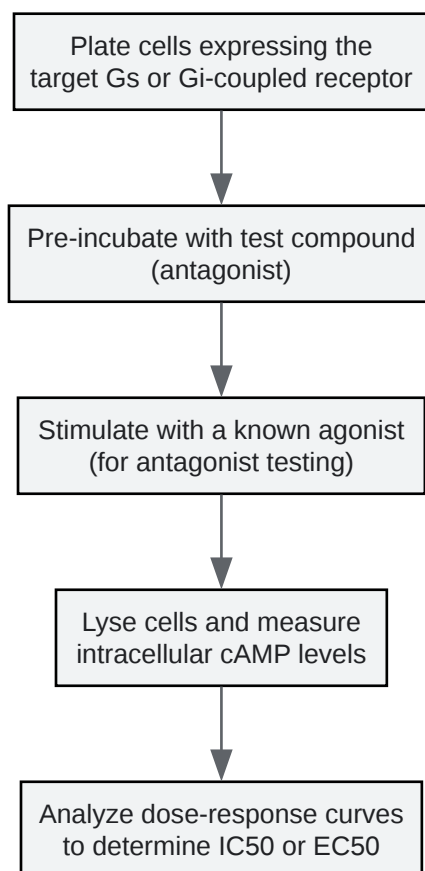 Plate cells expressing the
target Gs or Gi-coupled receptor
Pre-incubate with test compound
(antagonist)
Stimulate with a known agonist
(for antagonist testing)
Lyse cells and measure
intracellular cAMP levels
Analyze dose-response curves
to determine IC50 or EC50